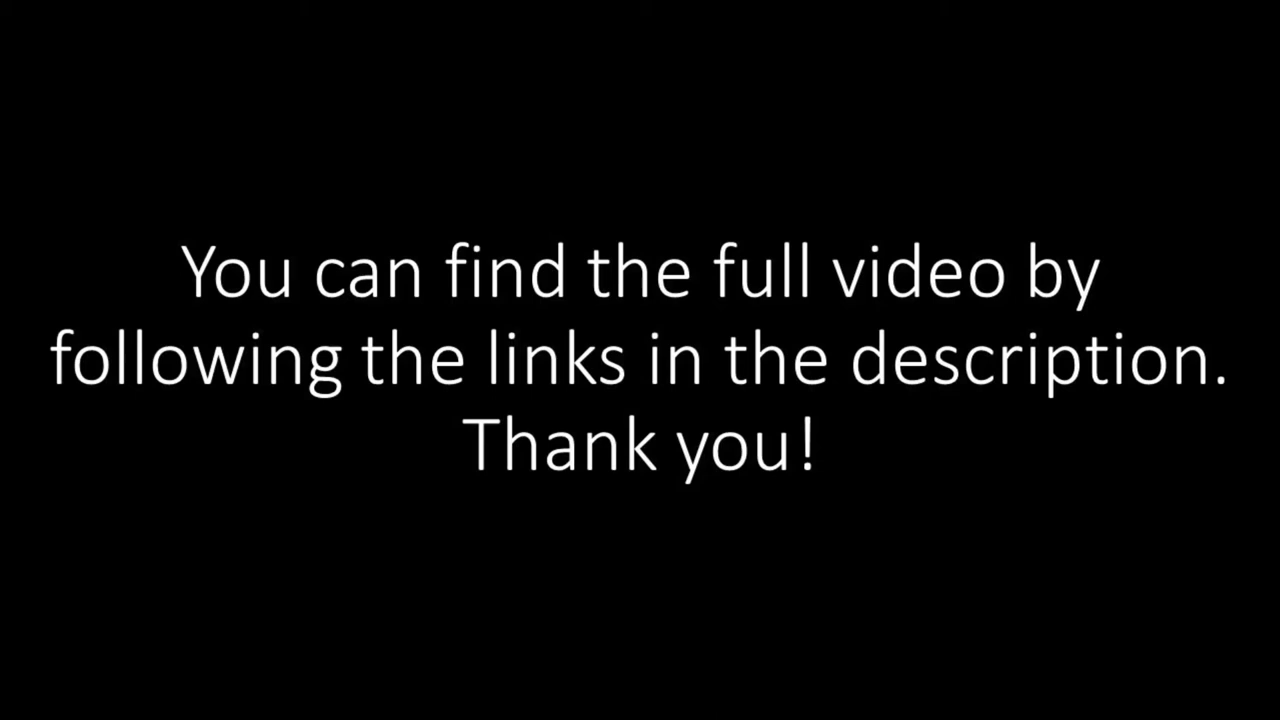 You can find the full video by
following the links in the description.
Thank you!